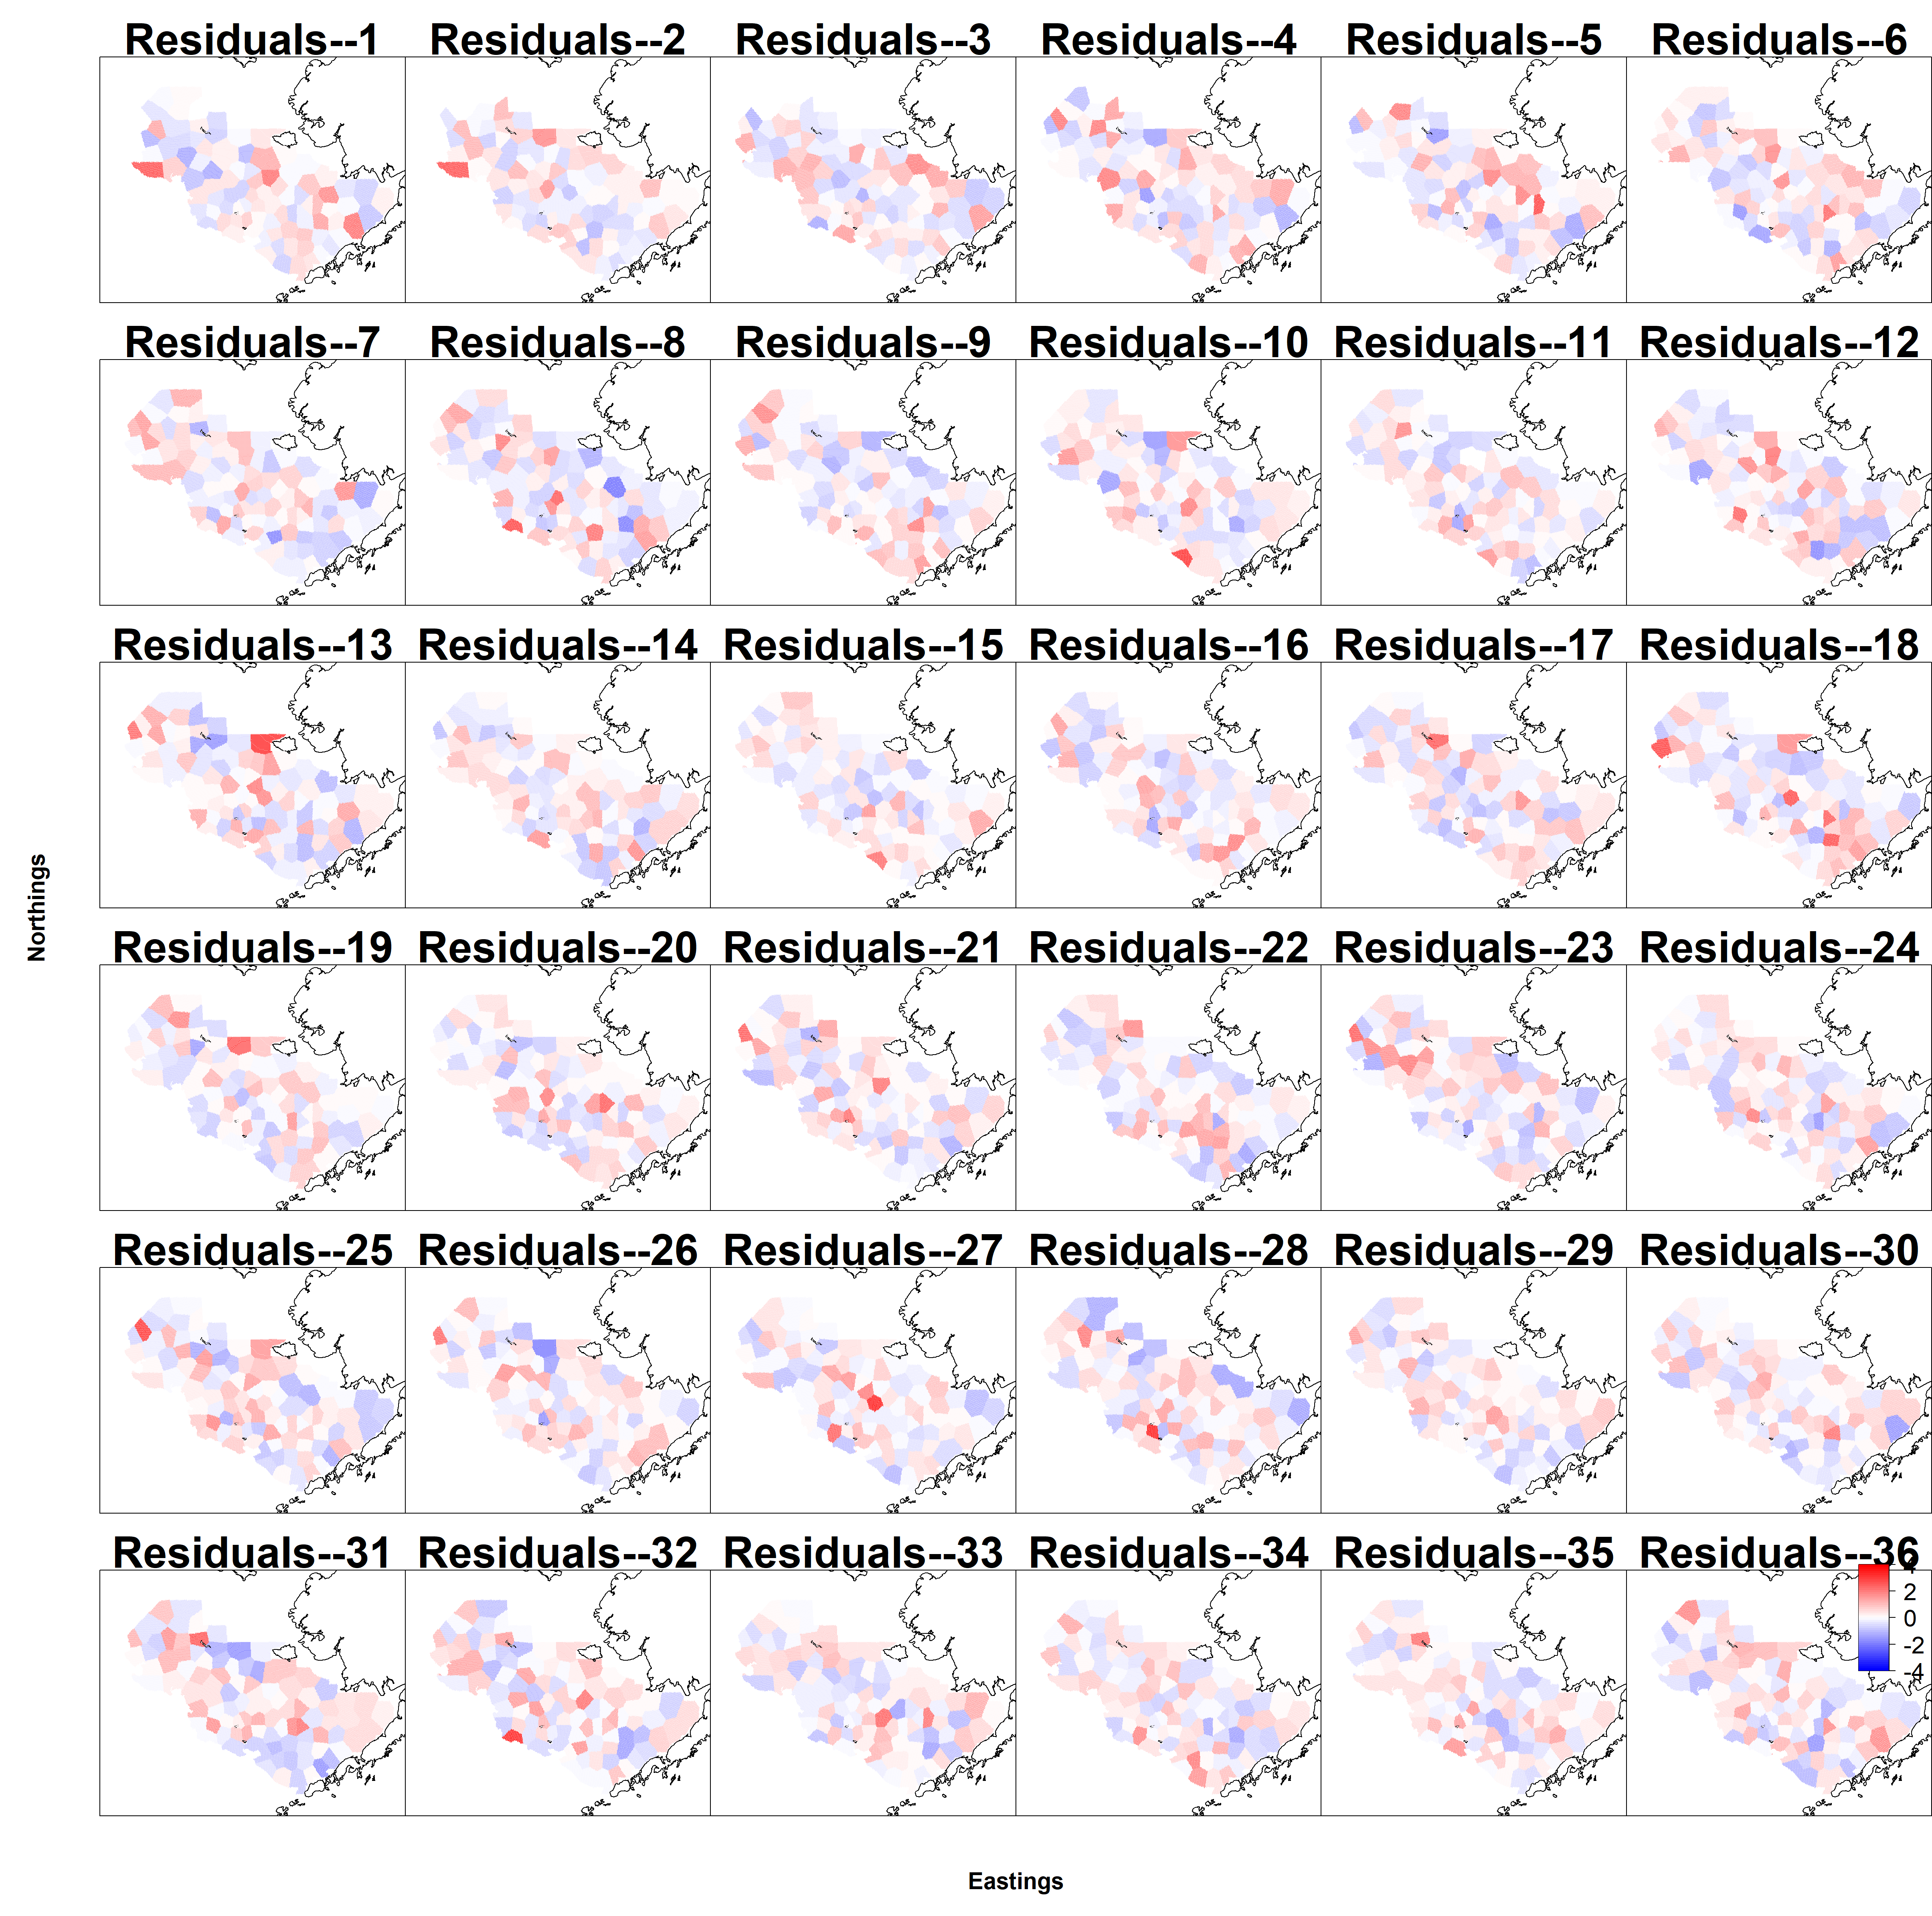 Residuals--1 Residuals--2 Residuals--3 Residuals--4 Residuals--5 Residuals--6
Residuals--7 Residuals--8 Residuals--9 Residuals--10 Residuals--11 Residuals--12
Residuals--13 Residuals--14 Residuals--15 Residuals--16 Residuals--17 Residuals--18
Northings
Residuals--19 Residuals--20 Residuals--21 Residuals--22 Residuals--23 Residuals--24
Residuals--25 Residuals--26 Residuals--27 Residuals--28 Residuals--29 Residuals--30
Residuals--31 Residuals--32 Residuals--33 Residuals--34 Residuals--35 Residuals--36
4
2
0
-2
-4
Eastings